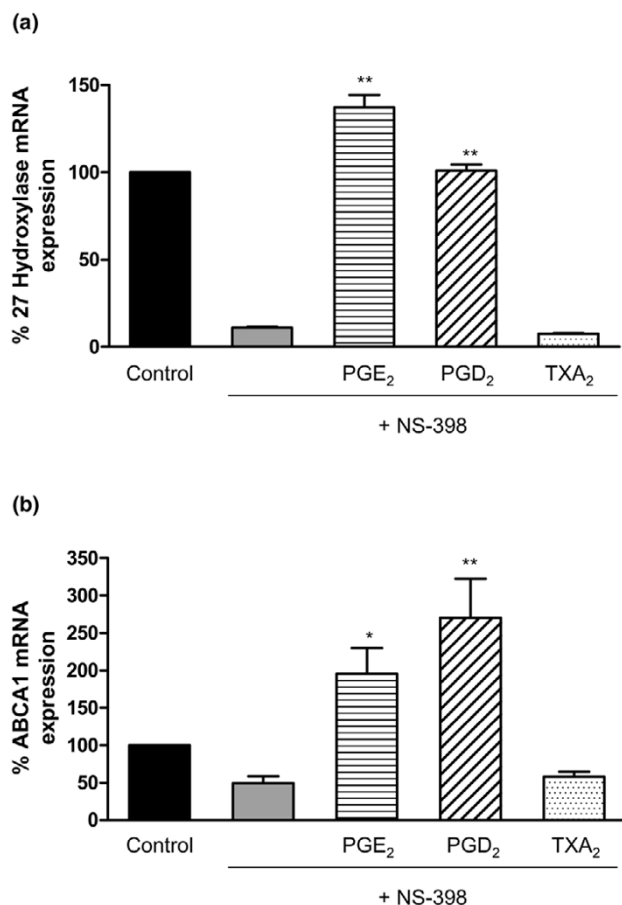 (a)
% 27 Hydroxylase mRNA
expression
150
100
50
0
**
**
Control
PGE₂
PGD₂
TXA₂
+ NS-398
(b)
% ABCA1 mRNA
expression
350
300
250
200
150
100
50
0
*
**
Control
PGE₂
PGD₂
TXA₂
+ NS-398